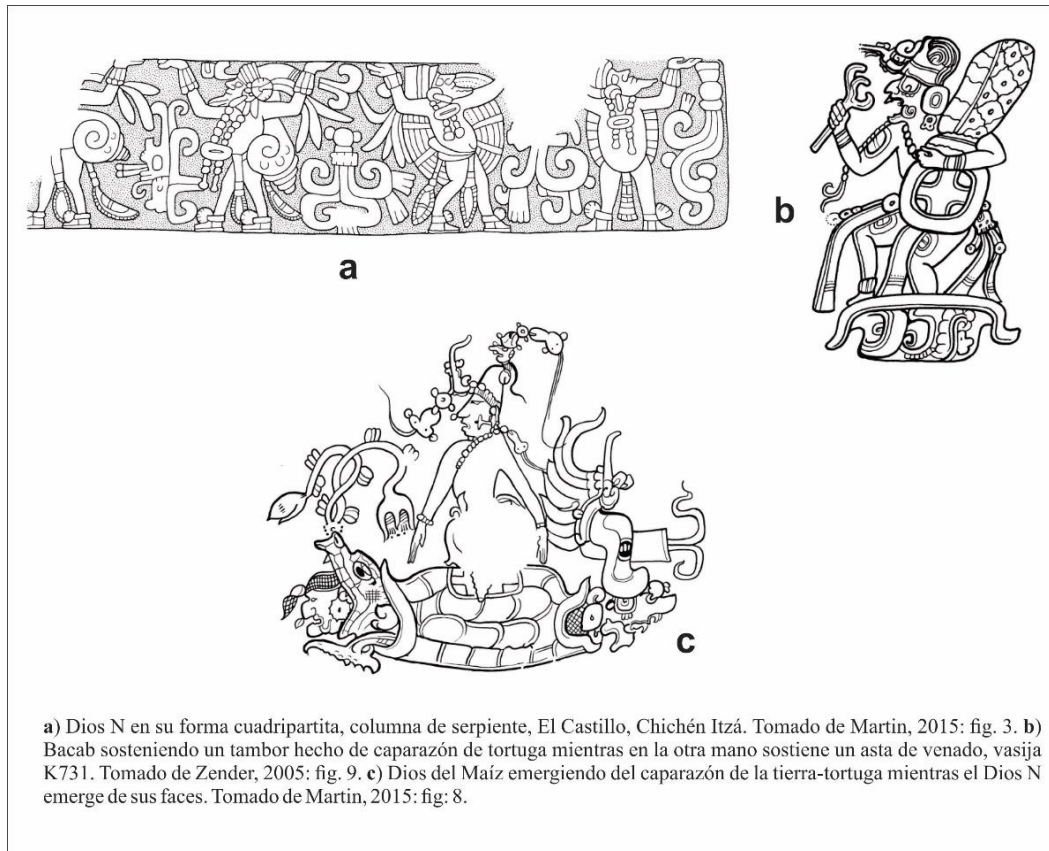 a
b
c
a) Dios N en su forma cuadripartita, columna de serpiente, El Castillo, Chichén Itzá. Tomado de Martin, 2015: fig. 3. b)
Bacab sosteniendo un tambor hecho de caparazón de tortuga mientras en la otra mano sostiene un asta de venado, vasija
K731. Tomado de Zender, 2005: fig. 9. c) Dios del Maíz emergiendo del caparazón de la tierra-tortuga mientras el Dios N
emerge de sus faces. Tomado de Martin, 2015: fig: 8.